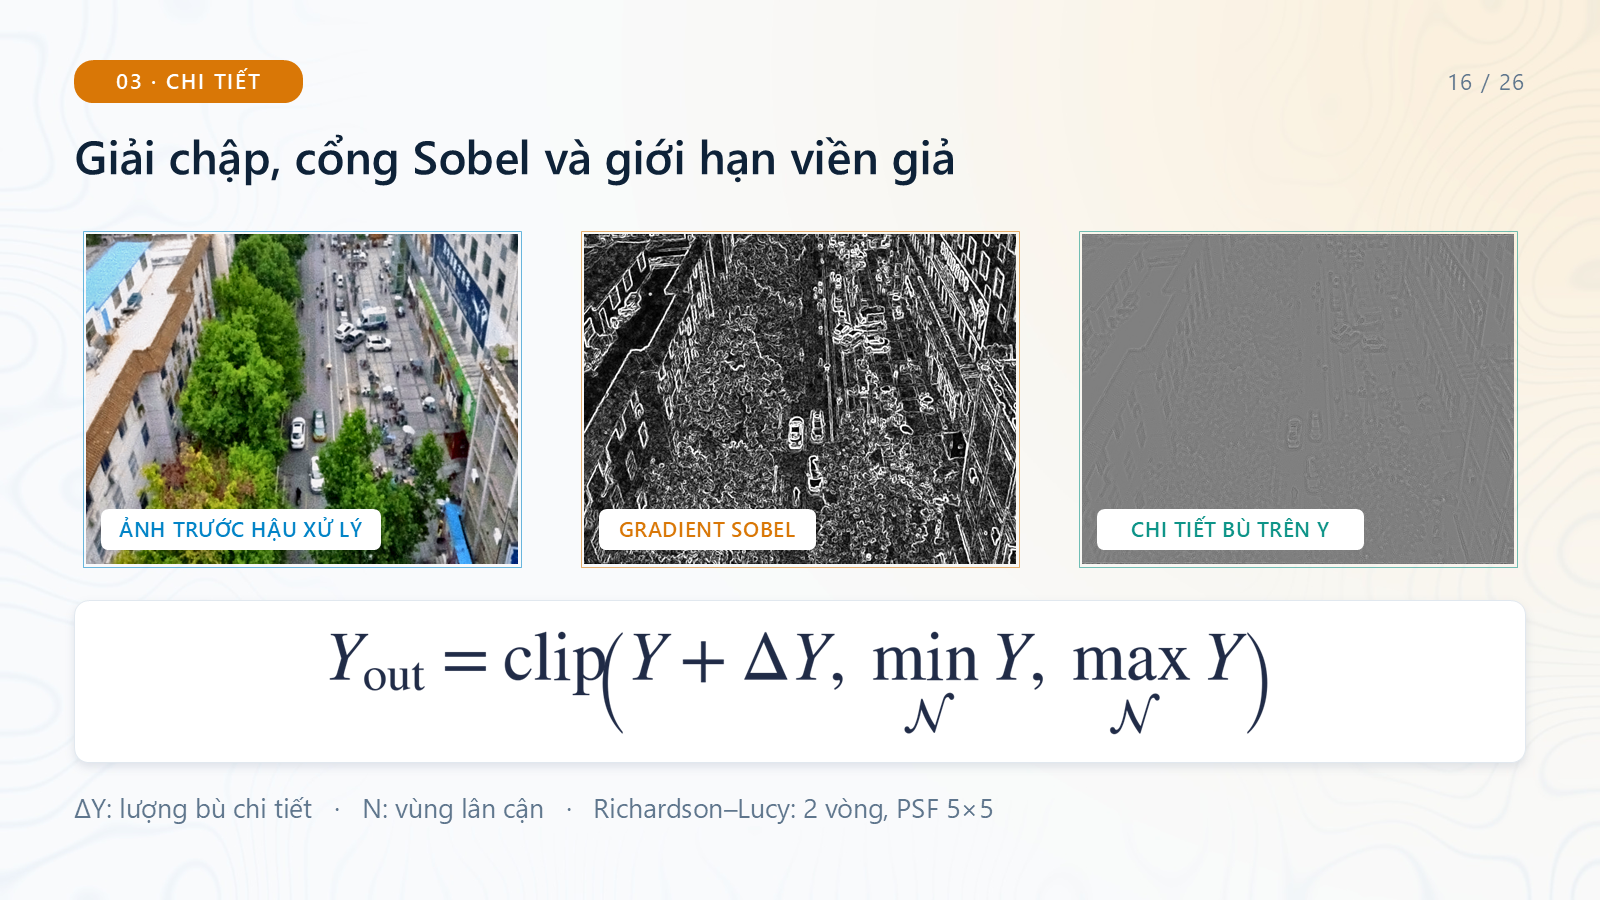 03 · CHI TIẾT
16 / 26
Giải chập, cổng Sobel và giới hạn viền giả
ẢNH TRƯỚC HẬU XỬ LÝ
GRADIENT SOBEL
CHI TIẾT BÙ TRÊN Y
Y_out = clip(Y + ΔY, min_𝒩 Y, max_𝒩 Y)
ΔY: lượng bù chi tiết · N: vùng lân cận · Richardson–Lucy: 2 vòng, PSF 5×5